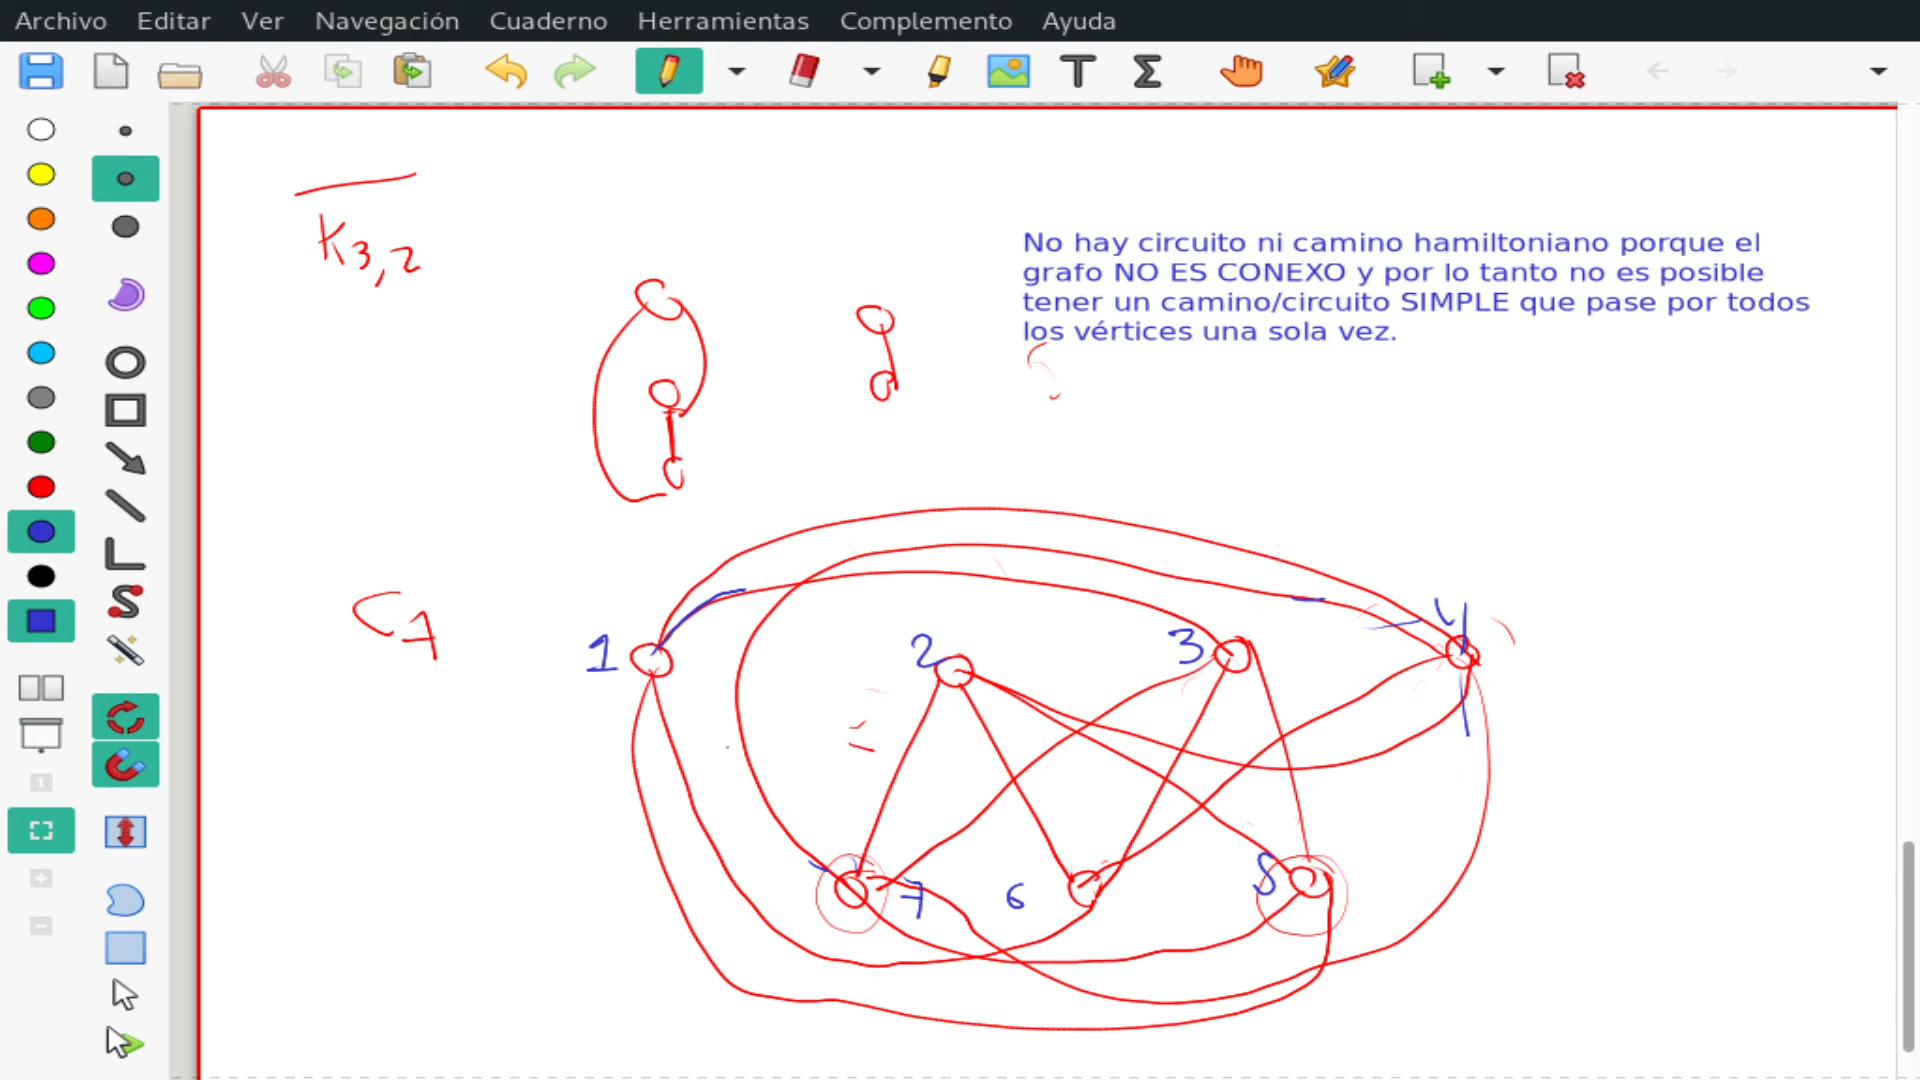 Archivo Editar Ver Navegación Cuaderno Herramientas Complemento Ayuda
K3,2
No hay circuito ni camino hamiltoniano porque el
grafo NO ES CONEXO y por lo tanto no es posible
tener un camino/circuito SIMPLE que pase por todos
los vértices una sola vez.
C7
1 2 3 4
7 6 5